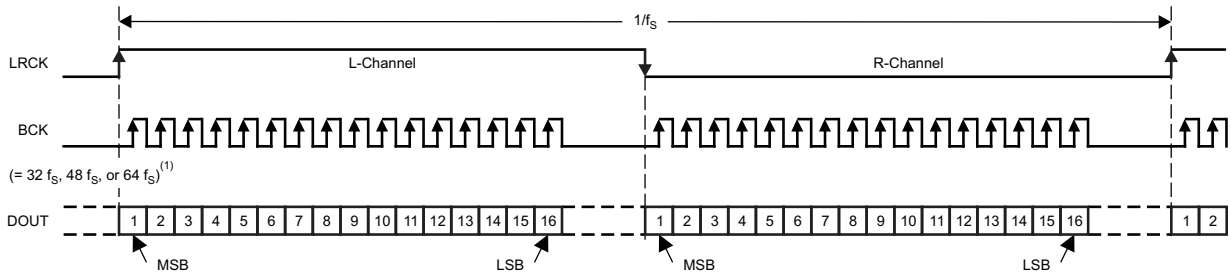 1/fS
LRCK
L-Channel
R-Channel
BCK
(= 32 fS, 48 fS, or 64 fS)(1)
DOUT
1 2 3 4 5 6 7 8 9 10 11 12 13 14 15 16
1 2 3 4 5 6 7 8 9 10 11 12 13 14 15 16
1 2
MSB
LSB
MSB
LSB